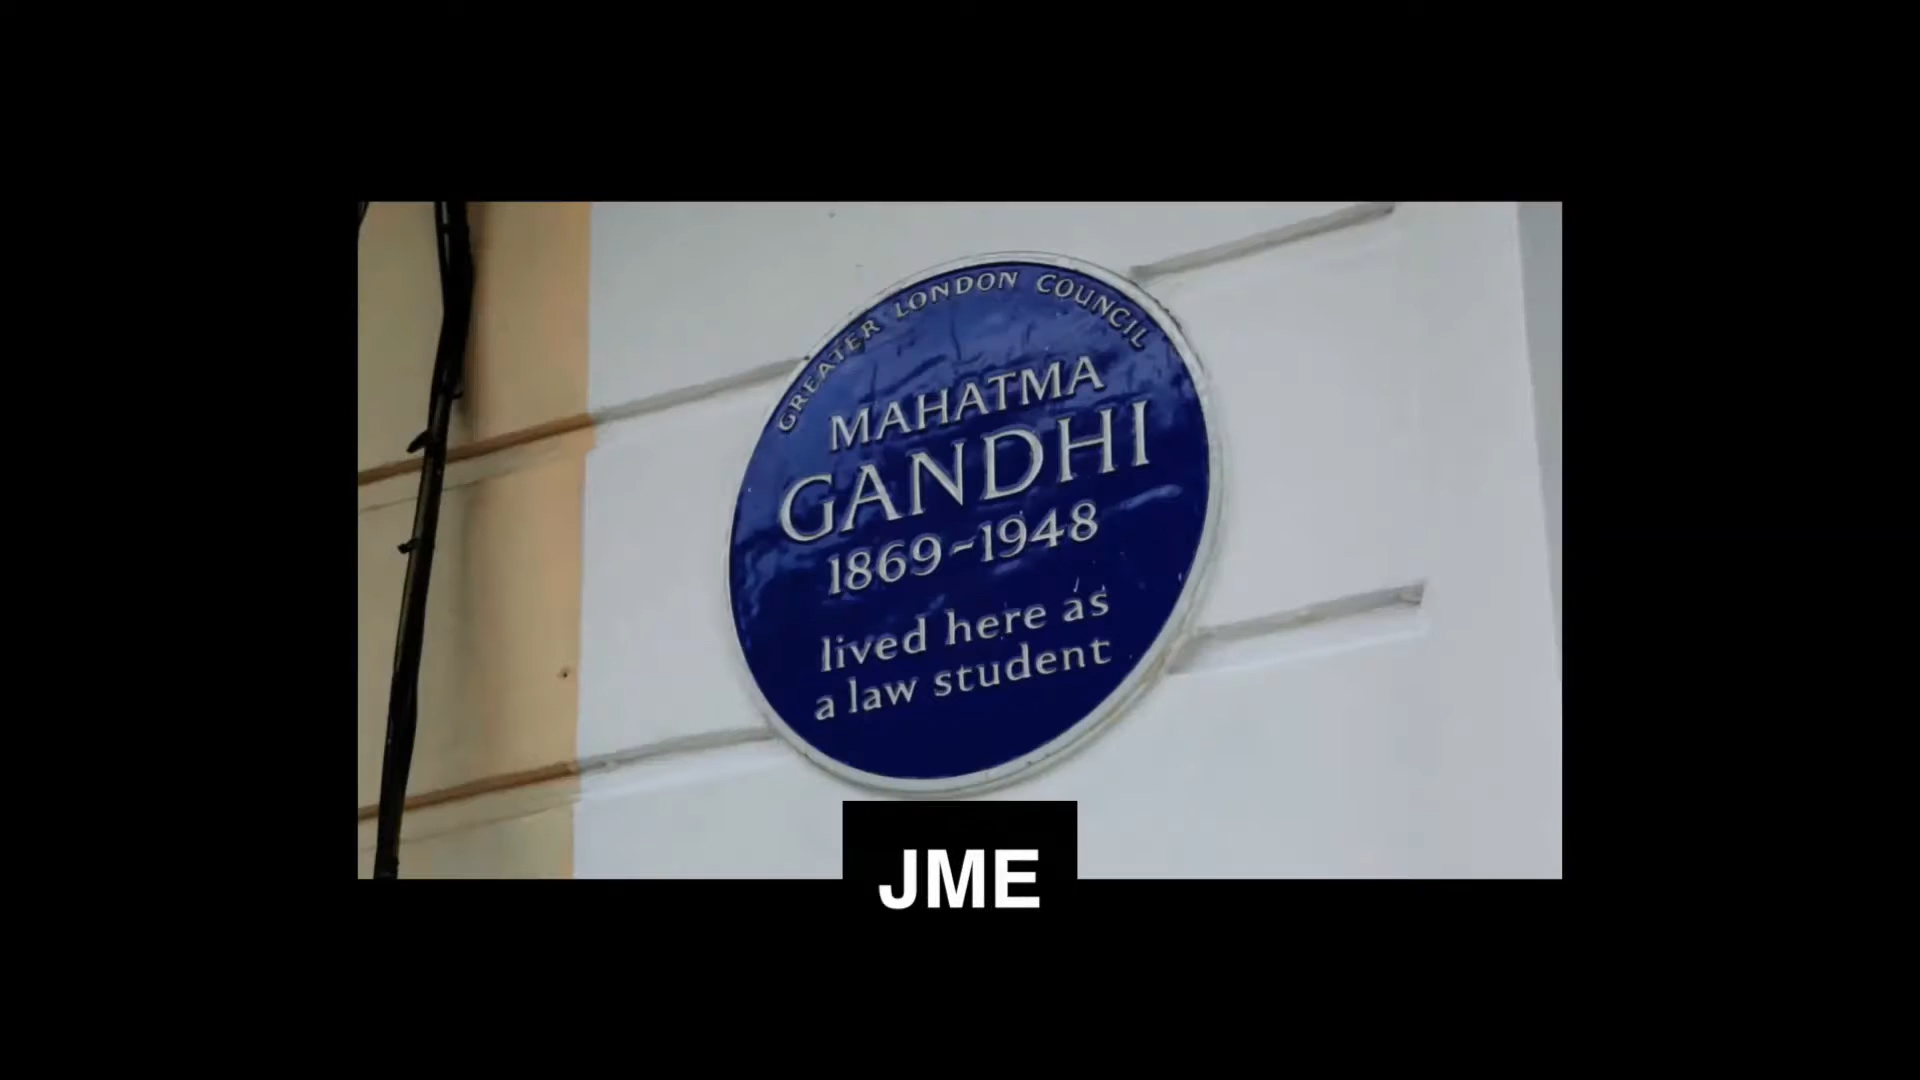 GREATER LONDON COUNCIL
MAHATMA
GANDHI
1869-1948
lived here as
a law student
JME